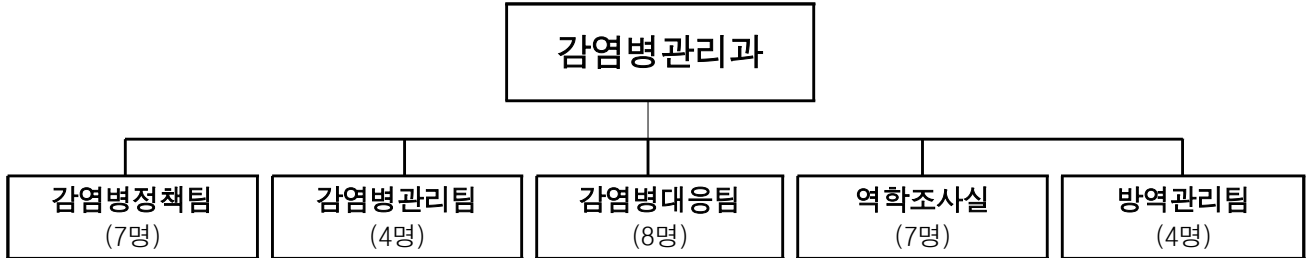 감염병관리과
감염병정책팀
(7명)
감염병관리팀
(4명)
감염병대응팀
(8명)
역학조사실
(7명)
방역관리팀
(4명)